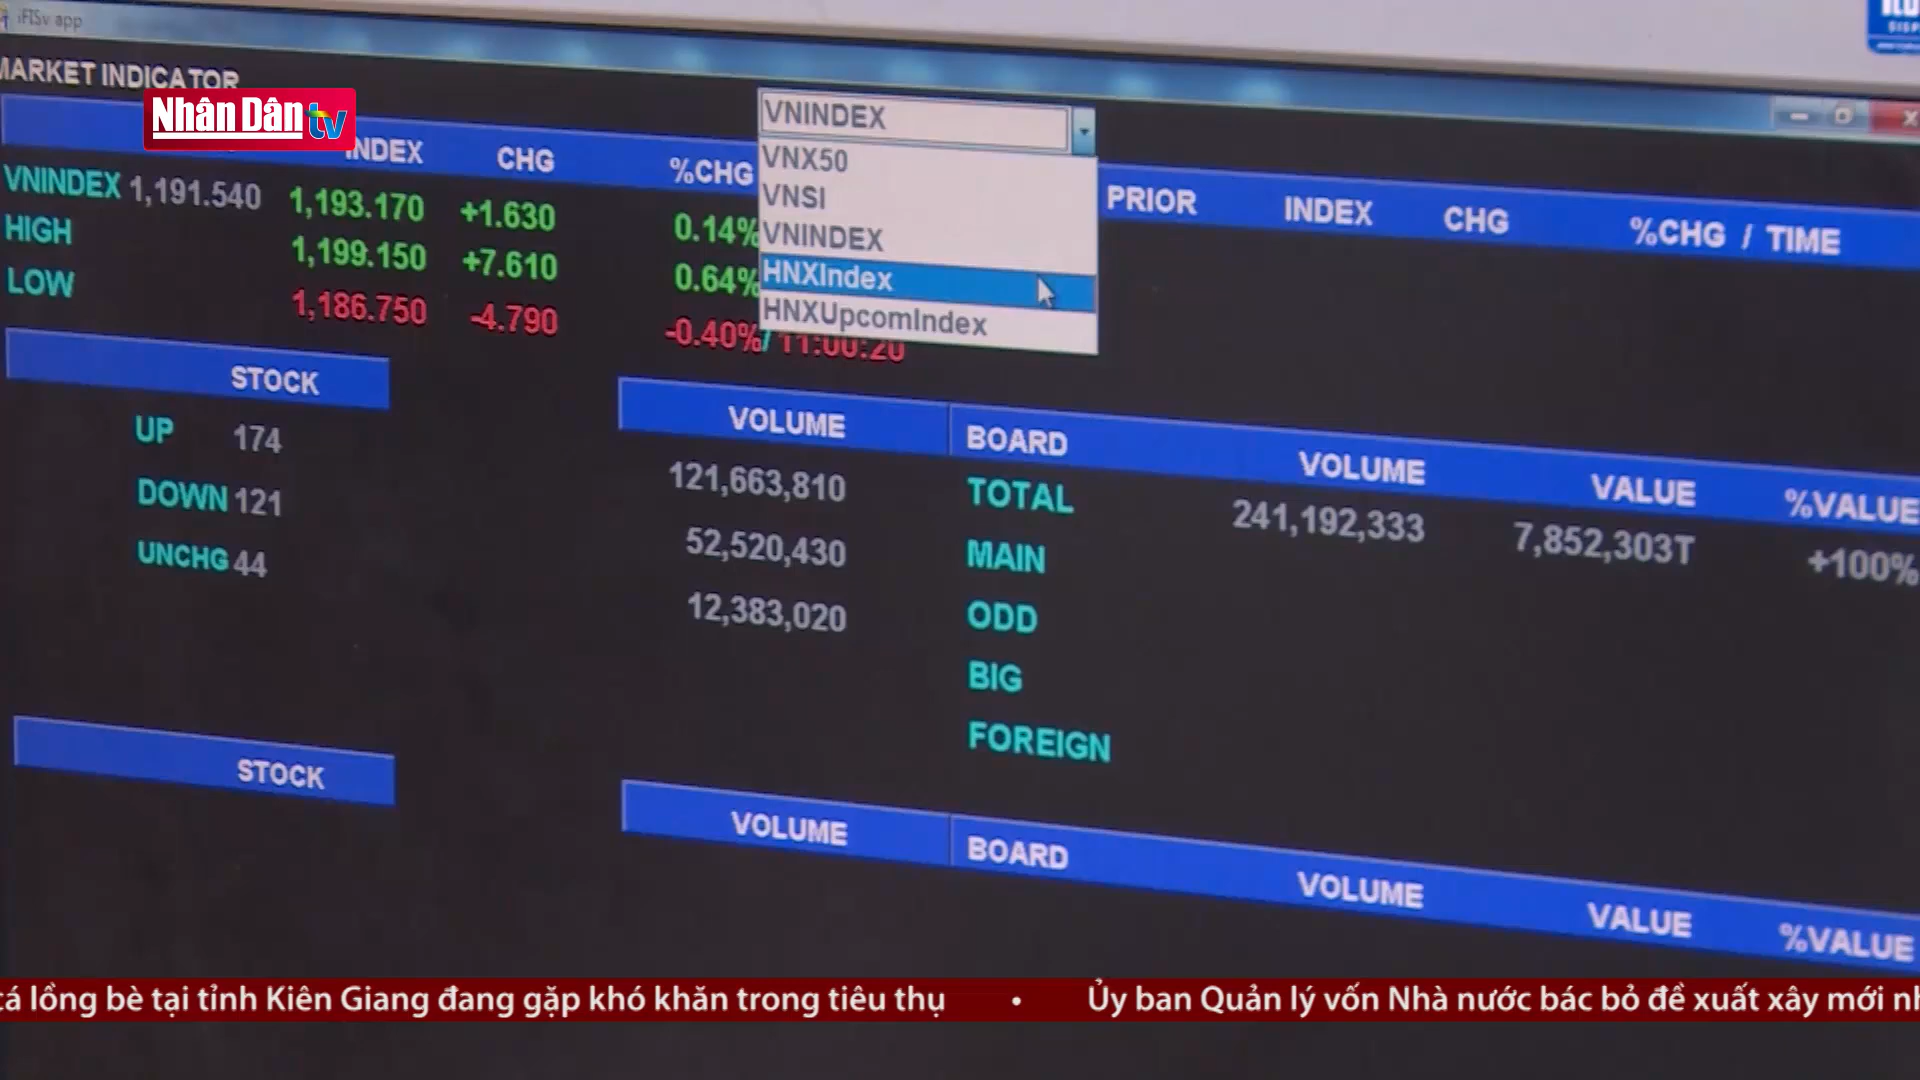 iFISv app
MARKET INDICATOR
Nhân Dân tv
INDEX CHG %CHG
VNINDEX 1,191.540 1,193.170 +1.630 0.14%
HIGH 1,199.150 +7.610 0.64%
LOW 1,186.750 -4.790 -0.40%/ 11:00:20
VNINDEX
VNX50
VNSI
VNINDEX
HNXIndex
HNXUpcomIndex
PRIOR INDEX CHG %CHG / TIME
STOCK VOLUME
UP 174 121,663,810
DOWN 121 52,520,430
UNCHG 44 12,383,020
BOARD VOLUME VALUE %VALUE
TOTAL 241,192,333 7,852,303T +100%
MAIN
ODD
BIG
FOREIGN
STOCK VOLUME
BOARD VOLUME VALUE %VALUE
cá lồng bè tại tỉnh Kiên Giang đang gặp khó khăn trong tiêu thụ • Ủy ban Quản lý vốn Nhà nước bác bỏ đề xuất xây mới